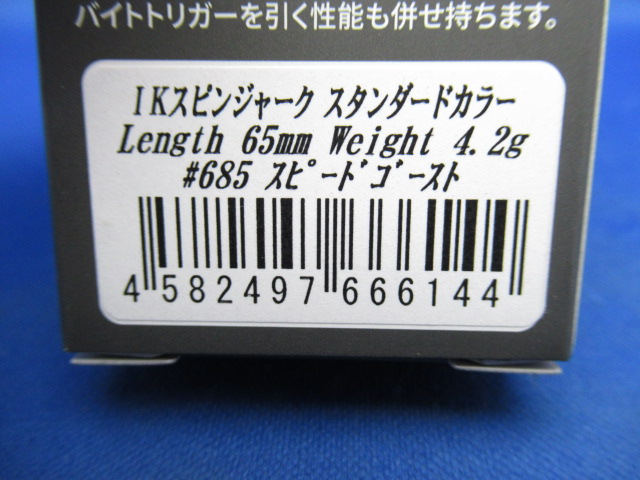 バイトトリガーを引く性能も併せ持ちます。
IKスピンジャーク スタンダードカラー
Length 65mm Weight 4.2g
#685 ｽﾋﾟｰﾄﾞｺﾞｰｽﾄ
4 582497 666144